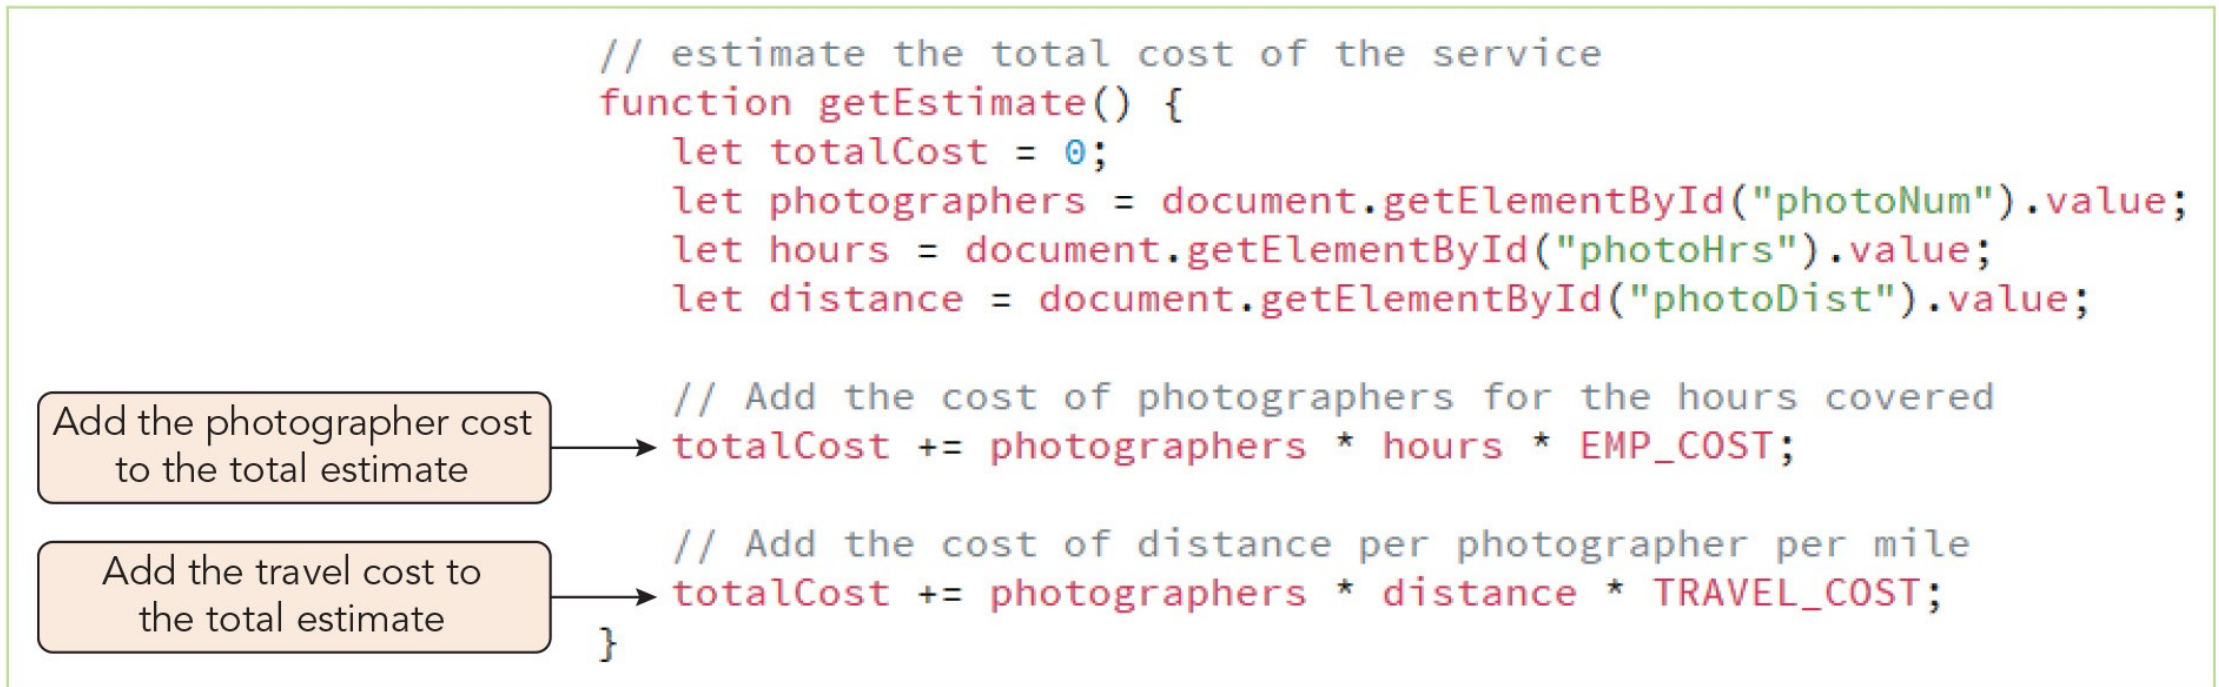 // estimate the total cost of the service
function getEstimate() {
let totalCost = 0;
let photographers = document.getElementById("photoNum").value;
let hours = document.getElementById("photoHrs").value;
let distance = document.getElementById("photoDist").value;
// Add the cost of photographers for the hours covered
Add the photographer cost
to the total estimate
totalCost += photographers * hours * EMP_COST;
// Add the cost of distance per photographer per mile
Add the travel cost to
the total estimate
totalCost += photographers * distance * TRAVEL_COST;
}